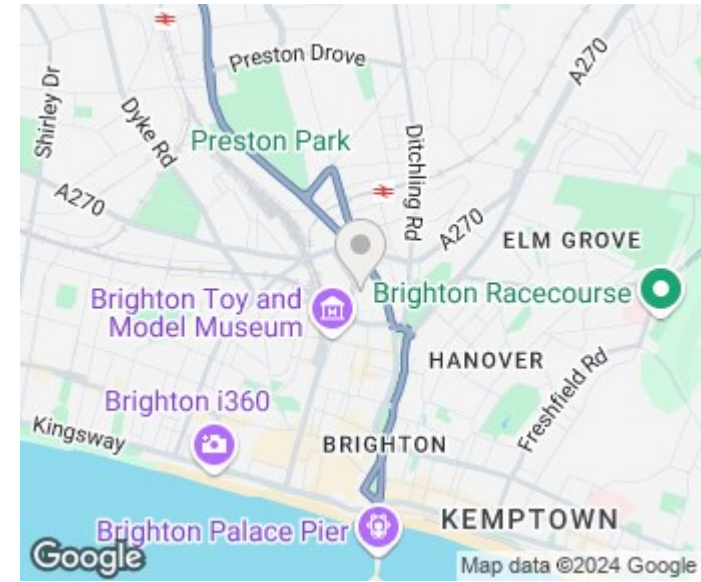 Preston Drove
A270
Shirley Dr
Dyke Rd
Preston Park
Ditchling Rd
A270
A270
ELM GROVE
Brighton Toy and
Model Museum
Brighton Racecourse
HANOVER
Freshfield Rd
Brighton i360
Kingsway
BRIGHTON
KEMPTOWN
Brighton Palace Pier
Google
Map data ©2024 Google